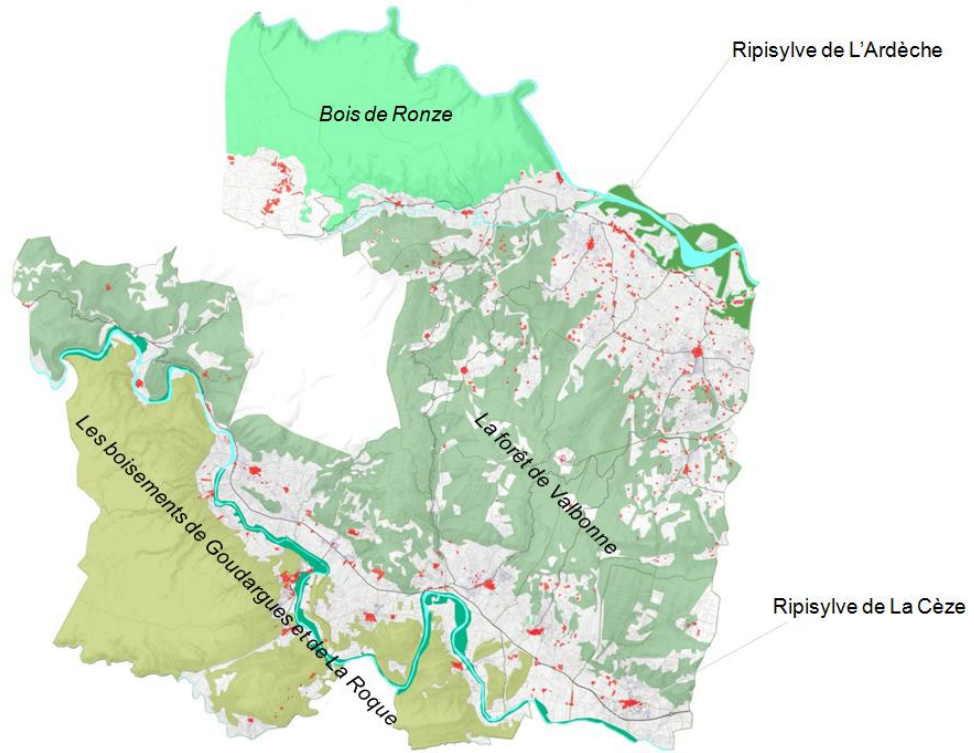 Ripisylve de L'Ardèche
Bois de Ronze
Les boisements de Goudargues et de La Roque
La forêt de Valbonne
Ripisylve de La Cèze